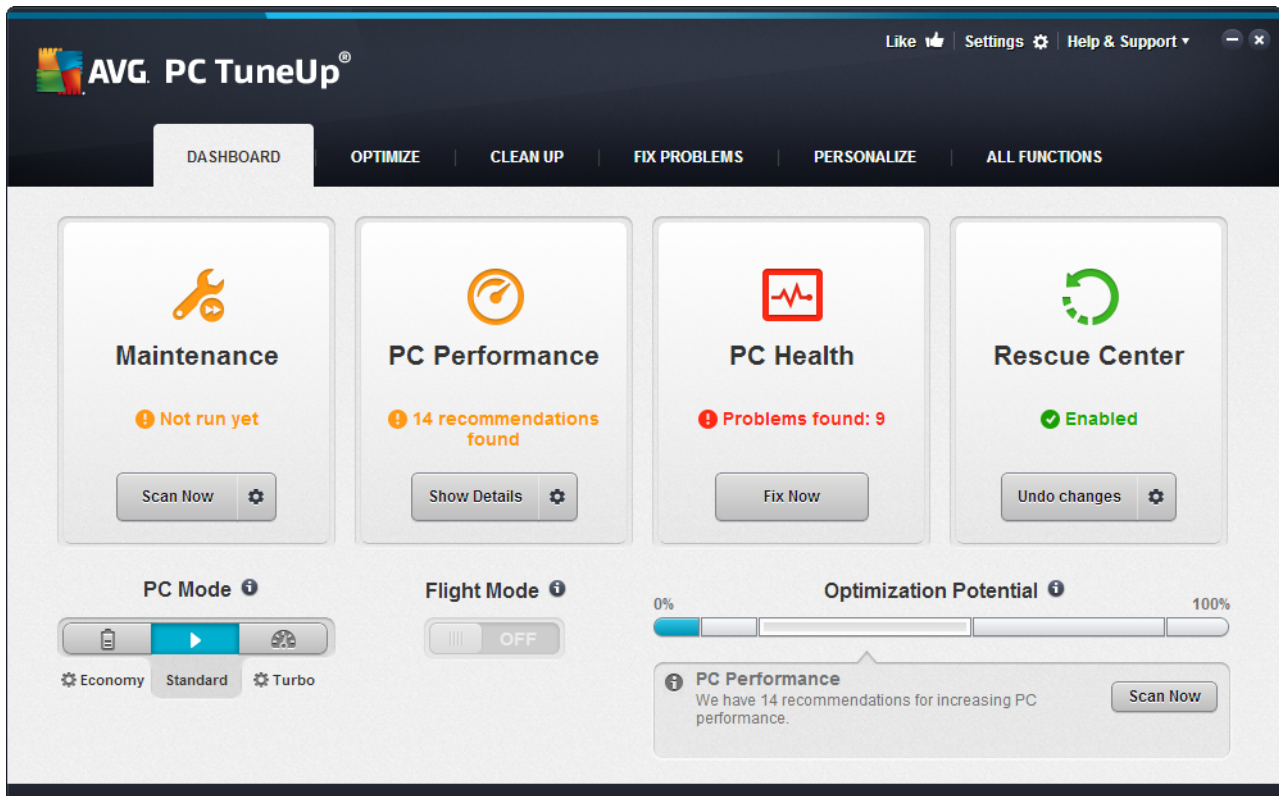 Like
Settings
Help & Support
AVG. PC TuneUp®
DASHBOARD
OPTIMIZE
CLEAN UP
FIX PROBLEMS
PERSONALIZE
ALL FUNCTIONS
Maintenance
Not run yet
Scan Now
PC Performance
14 recommendations
found
Show Details
PC Health
Problems found: 9
Fix Now
Rescue Center
Enabled
Undo changes
PC Mode
Economy
Standard
Turbo
Flight Mode
OFF
Optimization Potential
0%
100%
PC Performance
We have 14 recommendations for increasing PC
performance.
Scan Now